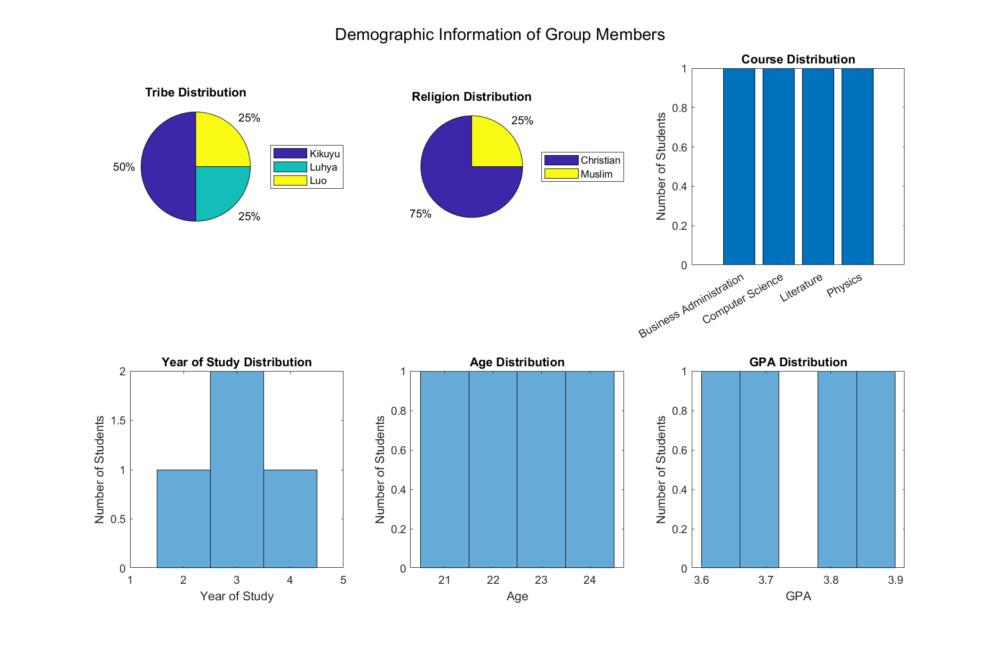 Demographic Information of Group Members
Tribe Distribution
25%
50%
25%
Kikuyu
Luhya
Luo
Religion Distribution
25%
75%
Christian
Muslim
Course Distribution
Number of Students
1
0.8
0.6
0.4
0.2
0
Business Administration
Computer Science
Literature
Physics
Year of Study Distribution
Number of Students
2
1.5
1
0.5
0
1 2 3 4 5
Year of Study
Age Distribution
Number of Students
1
0.8
0.6
0.4
0.2
0
21 22 23 24
Age
GPA Distribution
Number of Students
1
0.8
0.6
0.4
0.2
0
3.6 3.7 3.8 3.9
GPA